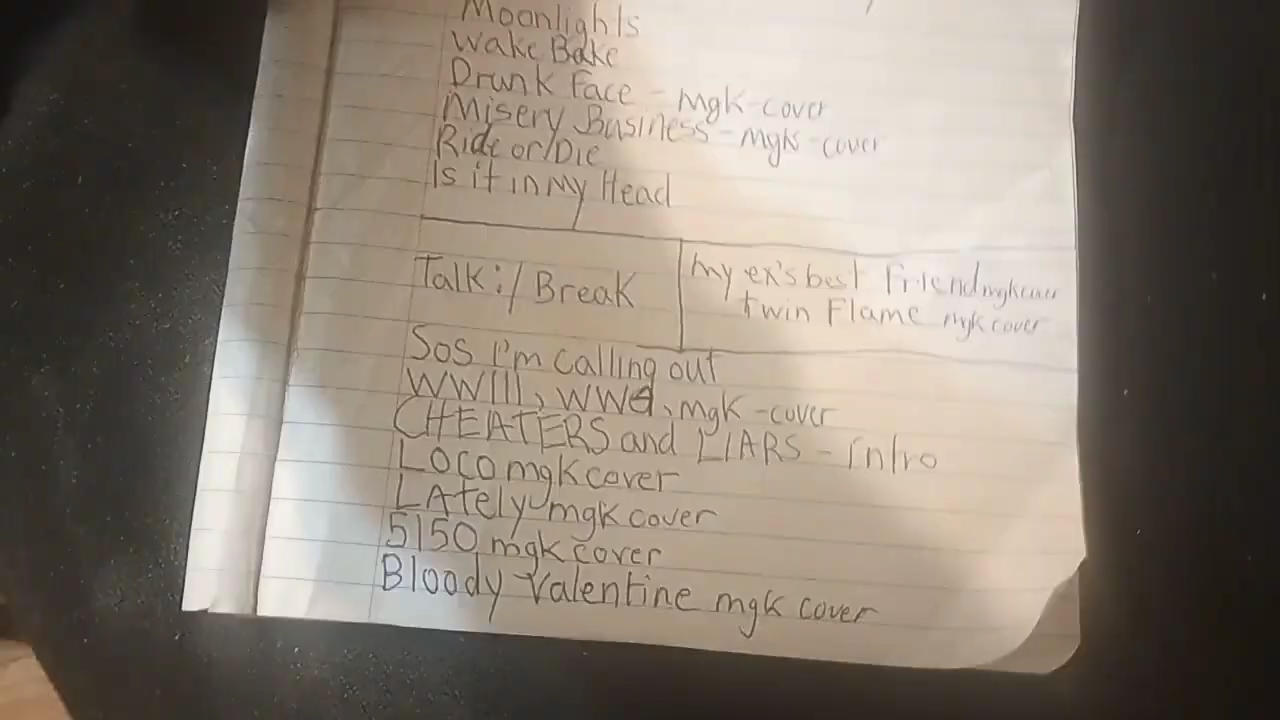 Moonlights
Wake Bake
Drunk Face - mgk-cover
Misery Business - mgk -cover
Ride or/Die
Is it in My Head
Talk:/Break
my ex's best friend mgk cover
twin Flame mgk cover
Sos I'm calling out
WWIII, WW4, mgk -cover
CHEATERS and LIARS - intro
LOCO mgk cover
LAtely-mgk cover
5150 mgk cover
Bloody Valentine mgk cover